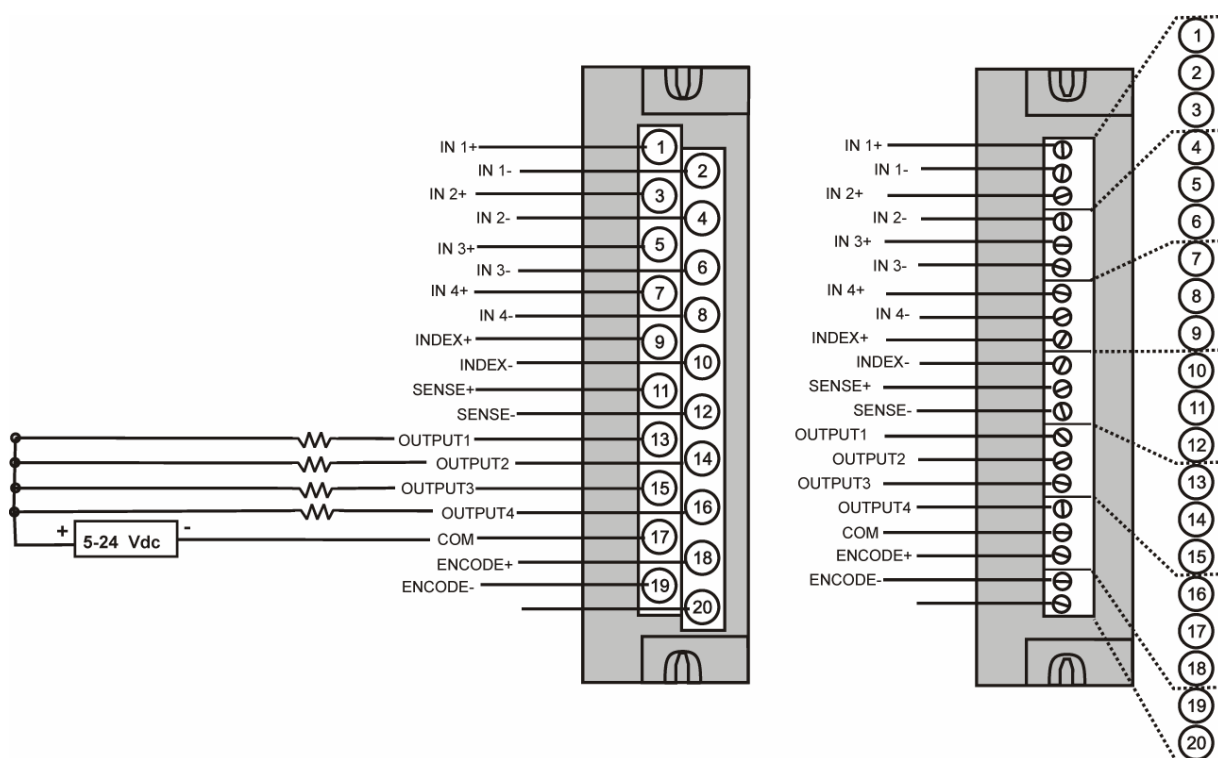 IN 1+
1
IN 1-
2
IN 2+
3
IN 2-
4
IN 3+
5
IN 3-
6
IN 4+
7
IN 4-
8
INDEX+
9
INDEX-
10
SENSE+
11
SENSE-
12
OUTPUT1
13
OUTPUT2
14
OUTPUT3
15
OUTPUT4
16
+ 5-24 Vdc -
COM
17
ENCODE+
18
ENCODE-
19
20
IN 1+
IN 1-
IN 2+
IN 2-
IN 3+
IN 3-
IN 4+
IN 4-
INDEX+
INDEX-
SENSE+
SENSE-
OUTPUT1
OUTPUT2
OUTPUT3
OUTPUT4
COM
ENCODE+
ENCODE-
1
2
3
4
5
6
7
8
9
10
11
12
13
14
15
16
17
18
19
20